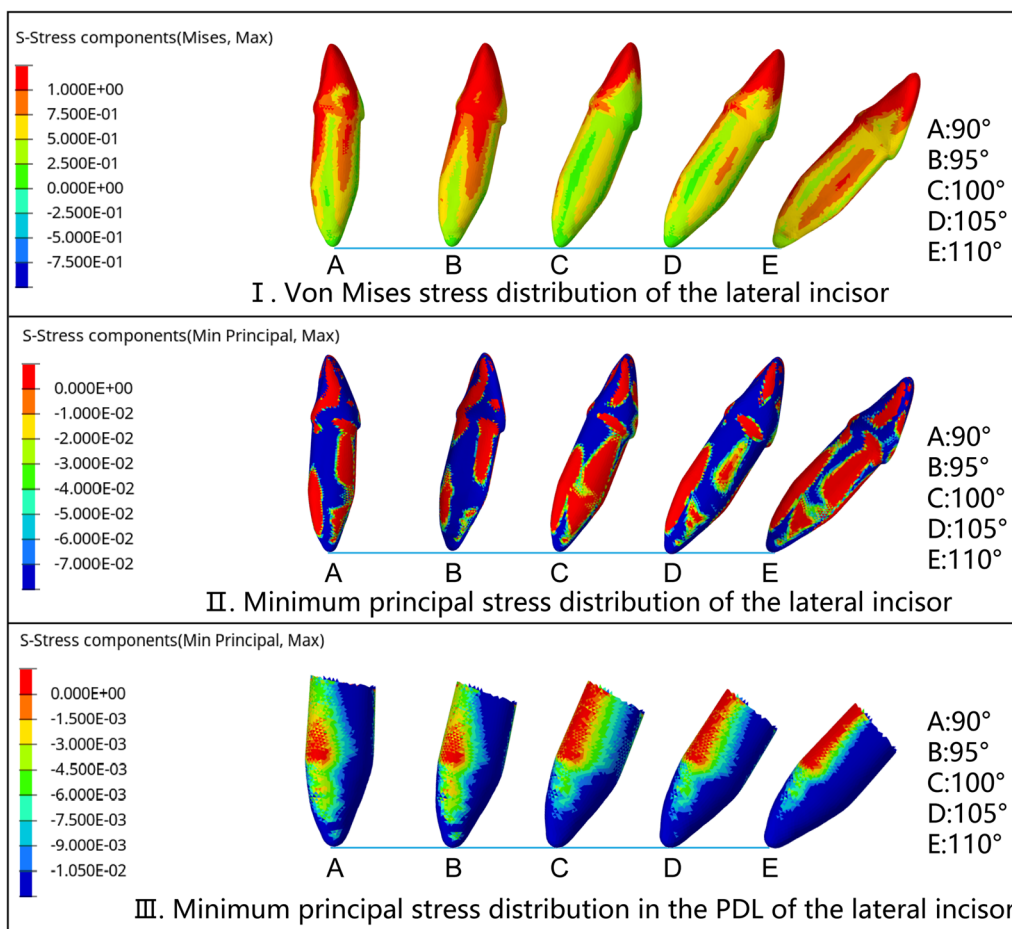 S-Stress components(Mises, Max)
1.000E+00
7.500E-01
5.000E-01
2.500E-01
0.000E+00
-2.500E-01
-5.000E-01
-7.500E-01
A B C D E
A:90°
B:95°
C:100°
D:105°
E:110°
Ⅰ. Von Mises stress distribution of the lateral incisor
S-Stress components(Min Principal, Max)
0.000E+00
-1.000E-02
-2.000E-02
-3.000E-02
-4.000E-02
-5.000E-02
-6.000E-02
-7.000E-02
A B C D E
A:90°
B:95°
C:100°
D:105°
E:110°
Ⅱ. Minimum principal stress distribution of the lateral incisor
S-Stress components(Min Principal, Max)
0.000E+00
-1.500E-03
-3.000E-03
-4.500E-03
-6.000E-03
-7.500E-03
-9.000E-03
-1.050E-02
A B C D E
A:90°
B:95°
C:100°
D:105°
E:110°
Ⅲ. Minimum principal stress distribution in the PDL of the lateral incisor